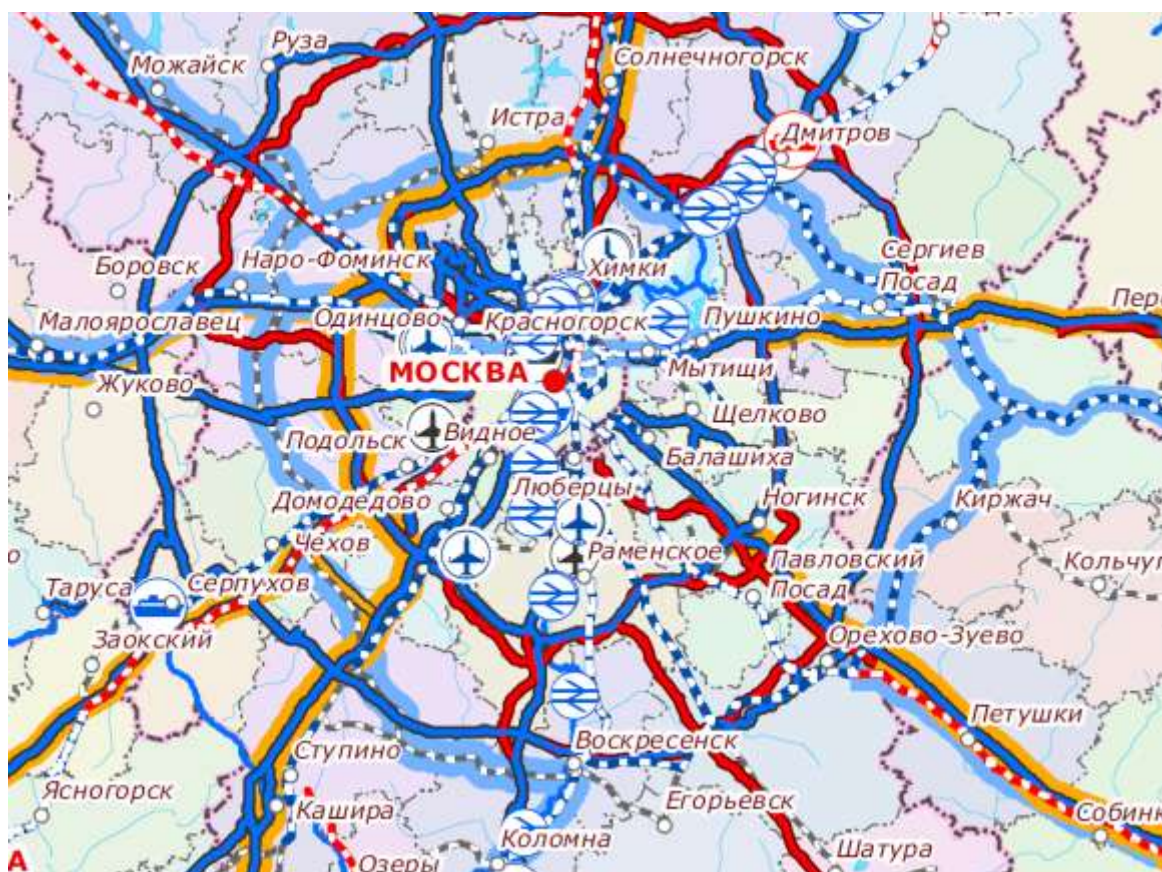 Руза
Можайск
Солнечногорск
Истра
Дмитров
Сергиев
Посад
Наро-Фоминск
Боровск
Химки
Малоярославец
Одинцово
Красногорск
Пушкино
МОСКВА
Мытищи
Жуково
Щелково
Подольск
Видное
Балашиха
Домодедово
Люберцы
Ногинск
Киржач
Чехов
Раменское
Павловский
Посад
Таруса
Серпухов
Заокский
Орехово-Зуево
Петушки
Ступино
Воскресенск
Ясногорск
Кашира
Егорьевск
Коломна
Озеры
Шатура